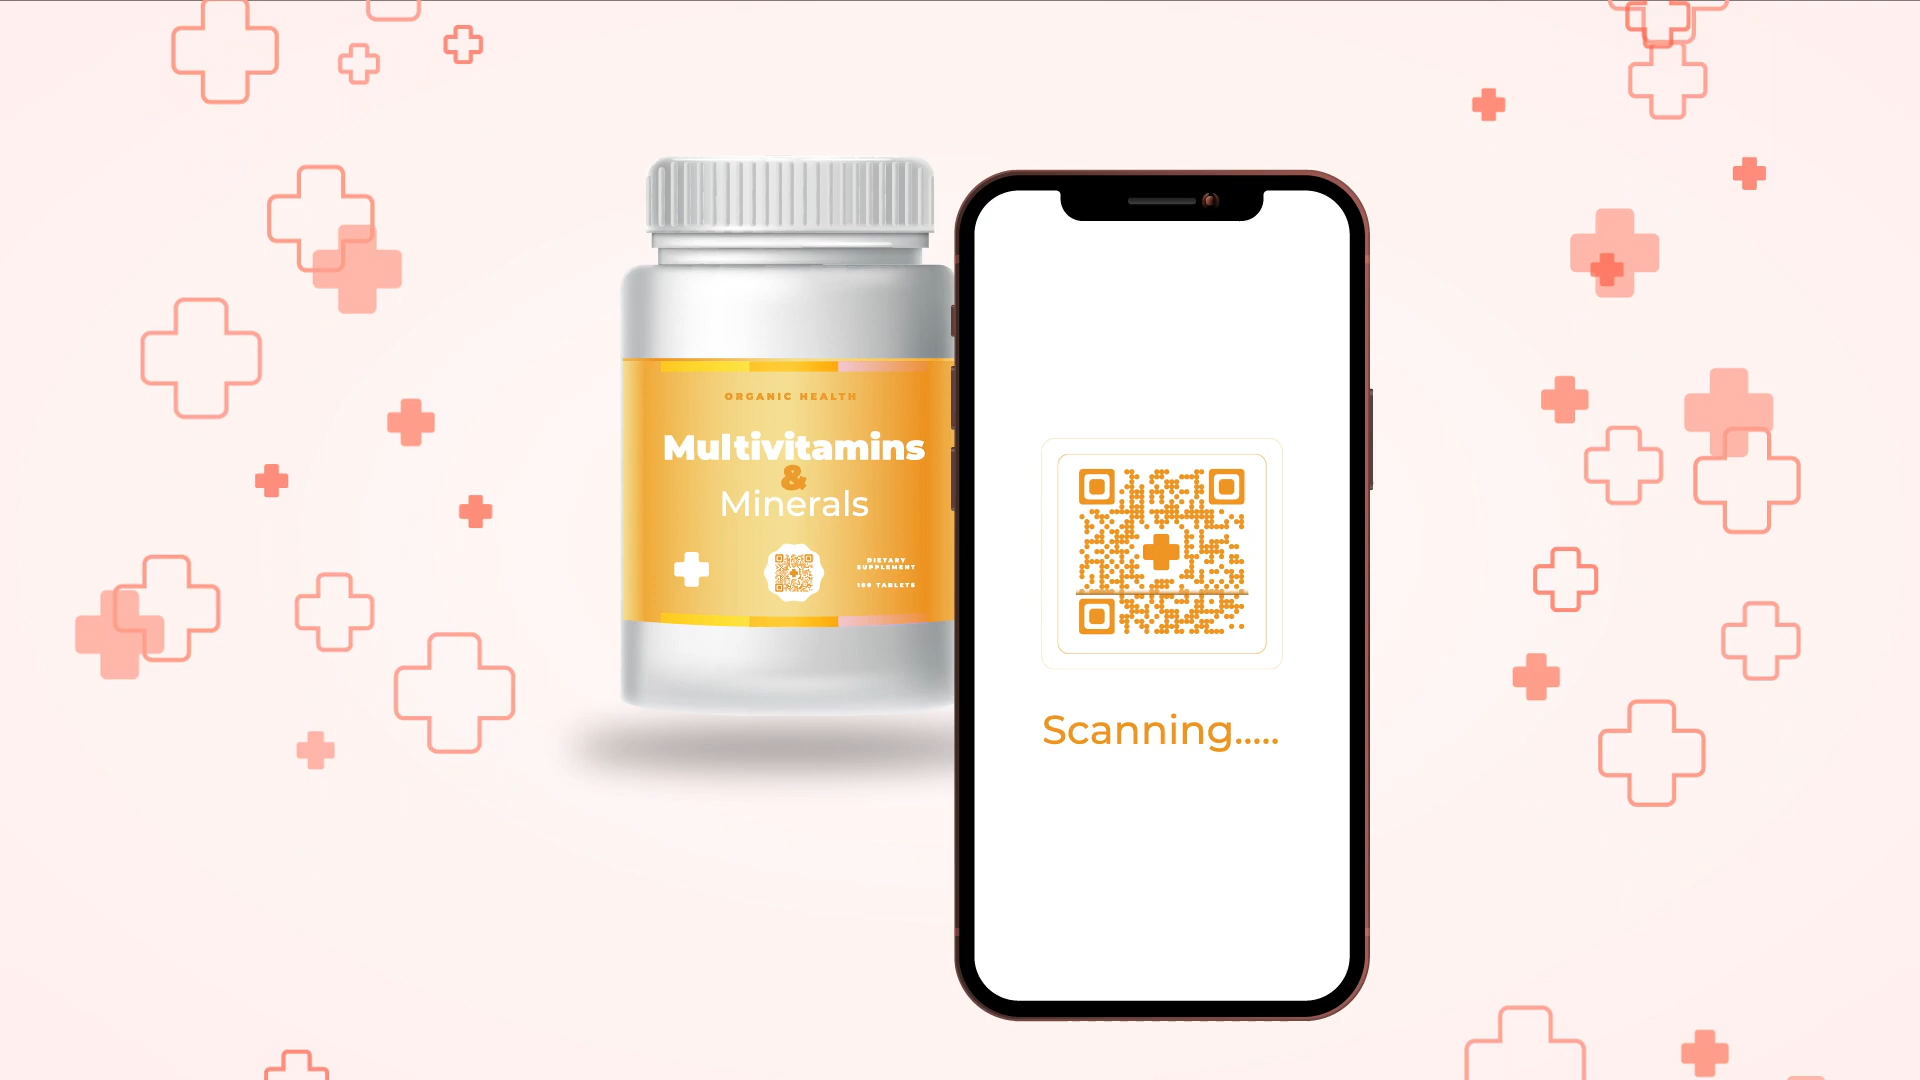 ORGANIC HEALTH
Multivitamins
&
Minerals
DIETARY
SUPPLEMENT
100 TABLETS
Scanning.....